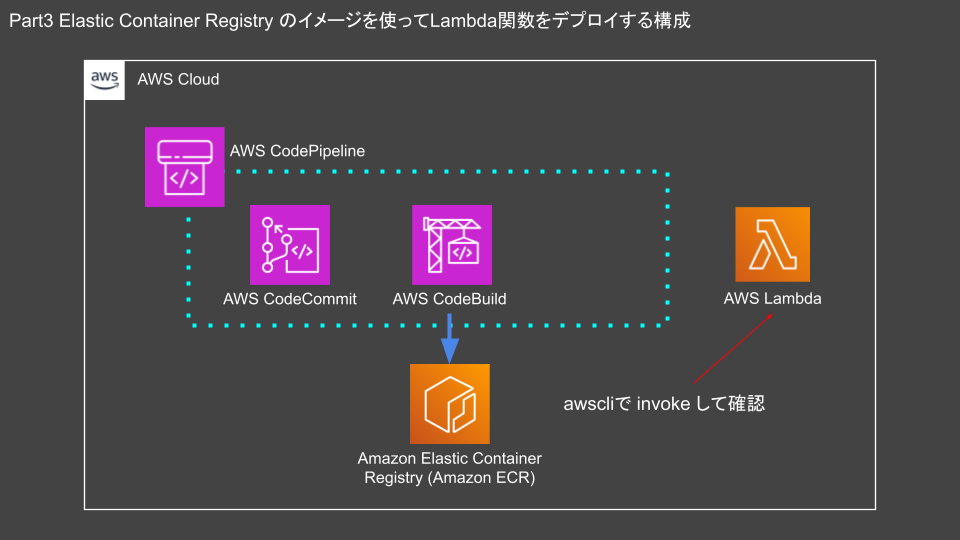 Part3 Elastic Container Registry のイメージを使ってLambda関数をデプロイする構成
aws
AWS Cloud
AWS CodePipeline
</>
</>
</>
AWS CodeCommit
AWS CodeBuild
AWS Lambda
awscliで invoke して確認
Amazon Elastic Container
Registry (Amazon ECR)